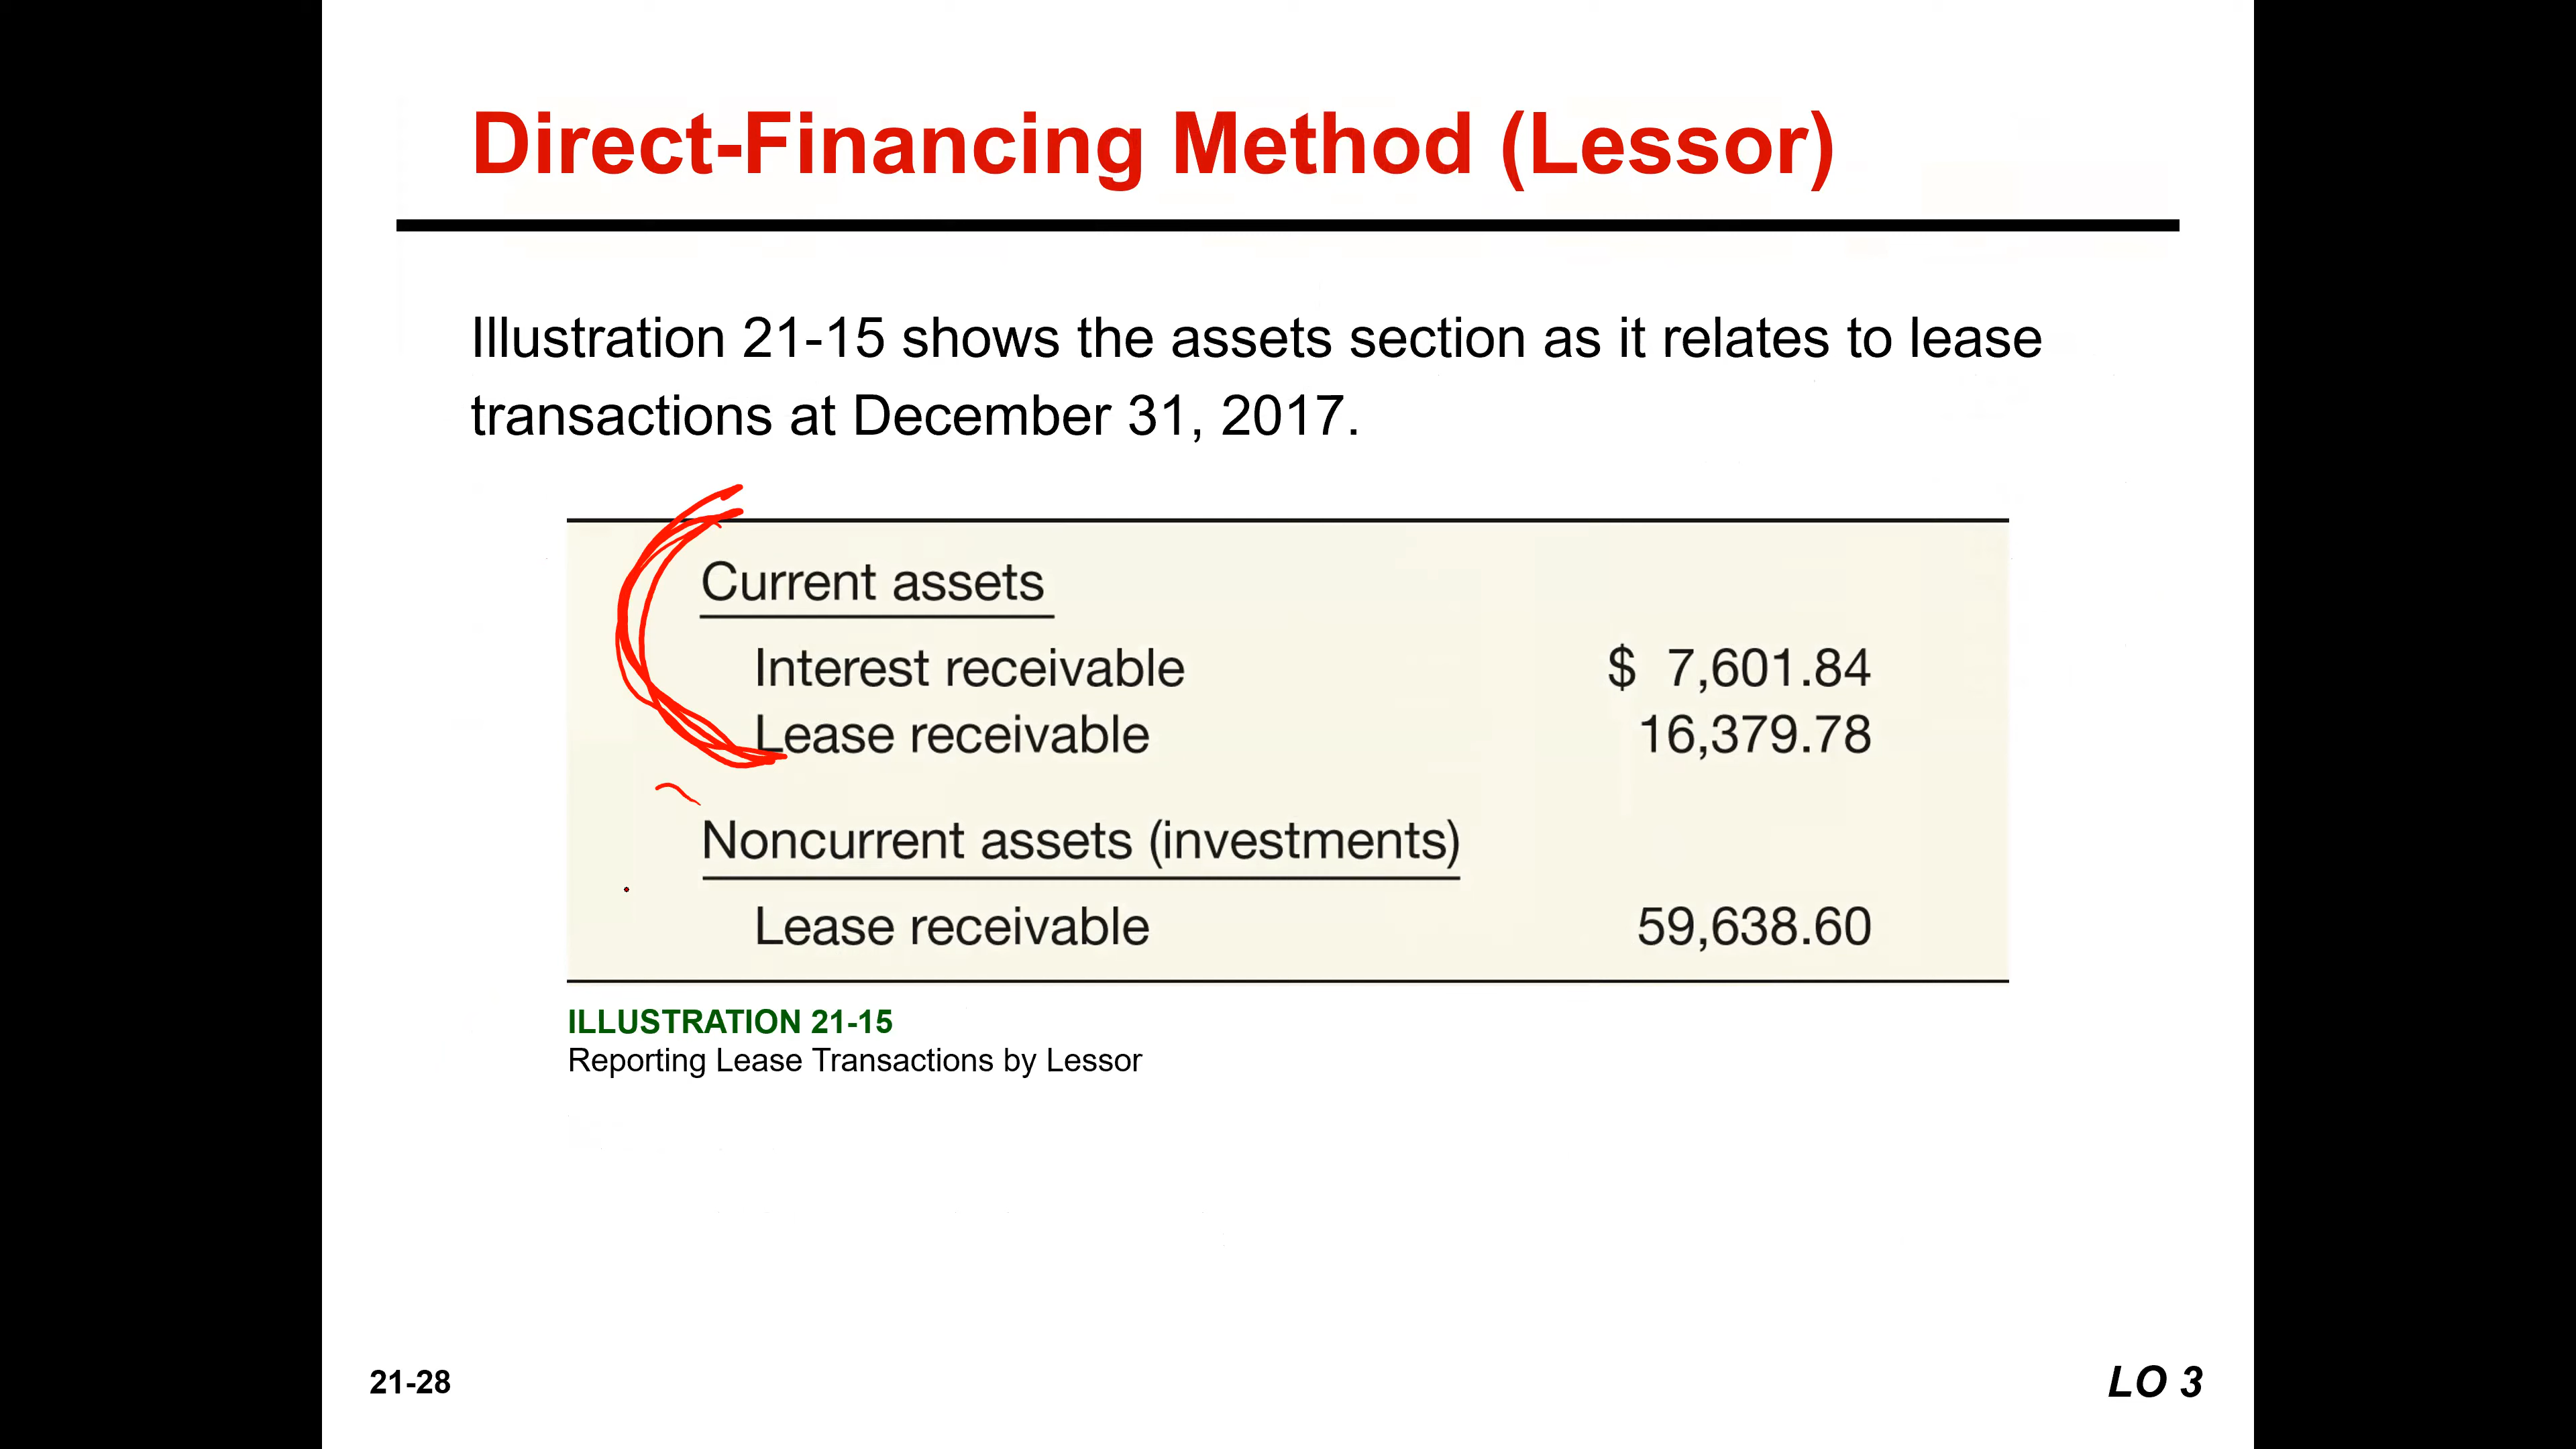 Direct-Financing Method (Lessor)
Illustration 21-15 shows the assets section as it relates to lease
transactions at December 31, 2017.
Current assets
Interest receivable $ 7,601.84
Lease receivable 16,379.78
Noncurrent assets (investments)
Lease receivable 59,638.60
ILLUSTRATION 21-15
Reporting Lease Transactions by Lessor
21-28
LO 3